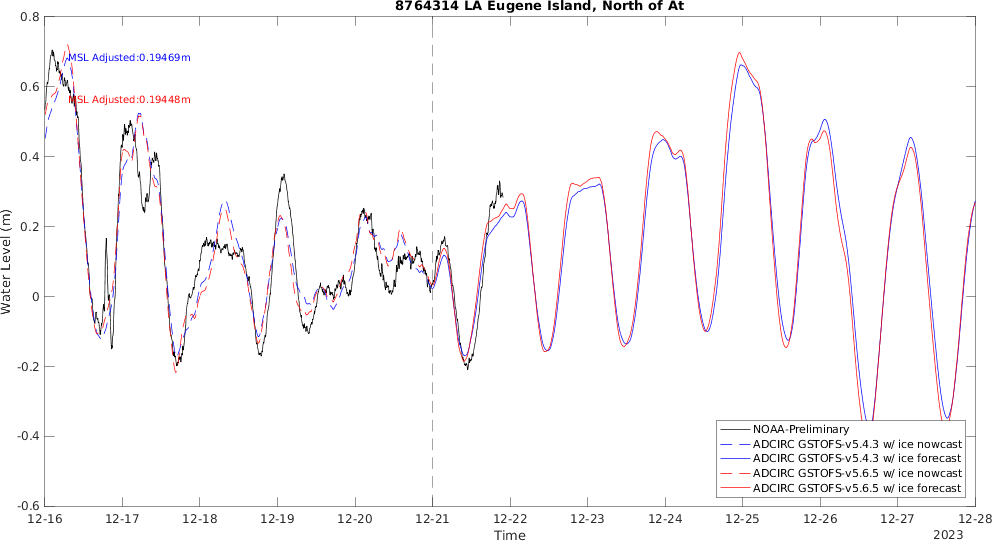 8764314 LA Eugene Island, North of At
MSL Adjusted:0.19469m
MSL Adjusted:0.19448m
Water Level (m)
0.8
0.6
0.4
0.2
0
-0.2
-0.4
-0.6
NOAA-Preliminary
ADCIRC GSTOFS-v5.4.3 w/ ice nowcast
ADCIRC GSTOFS-v5.4.3 w/ ice forecast
ADCIRC GSTOFS-v5.6.5 w/ ice nowcast
ADCIRC GSTOFS-v5.6.5 w/ ice forecast
12-16 12-17 12-18 12-19 12-20 12-21 12-22 12-23 12-24 12-25 12-26 12-27 12-28
Time
2023